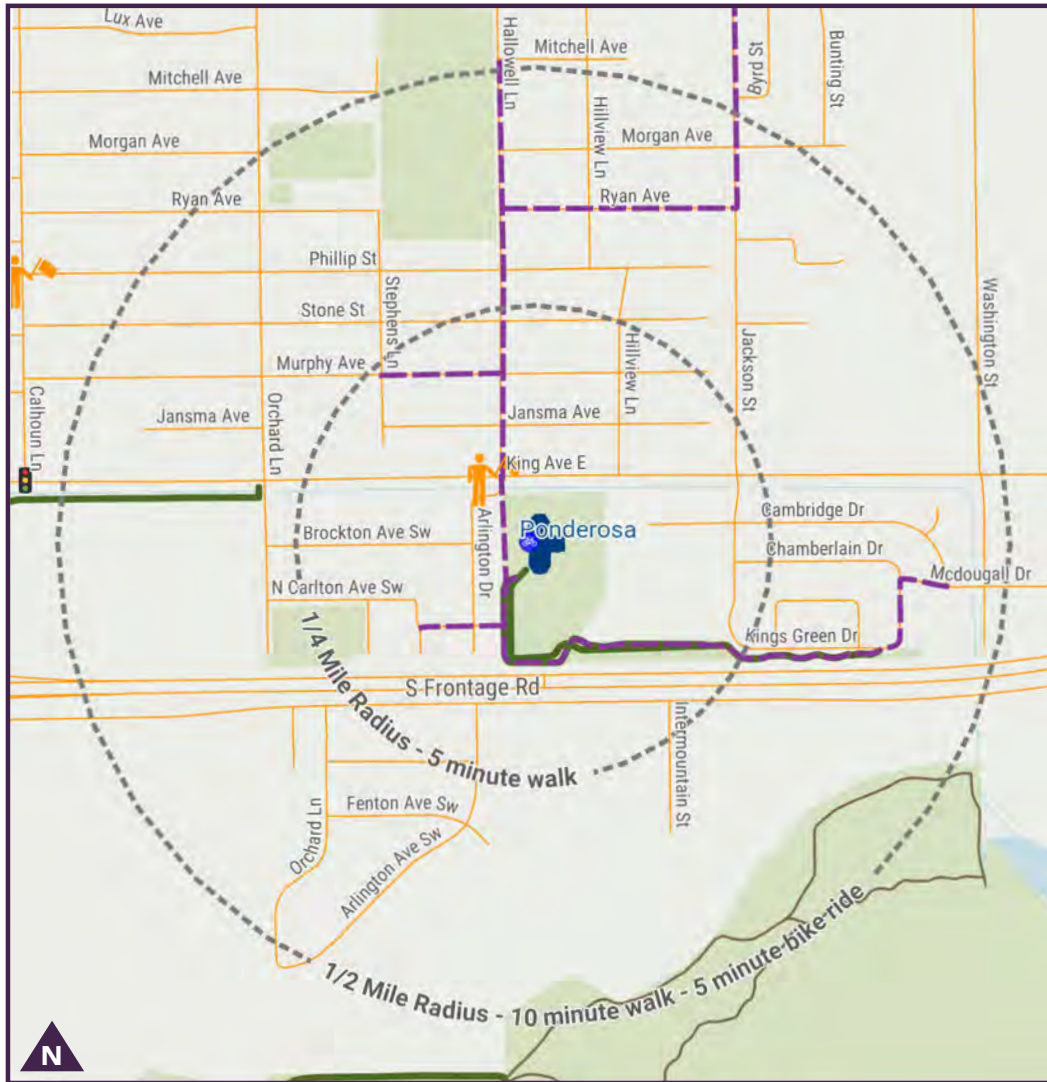 Lux Ave
Hallowell Ln
Mitchell Ave
Byrd St
Bunting St
Mitchell Ave
Hillview Ln
Morgan Ave
Morgan Ave
Ryan Ave
Ryan Ave
Phillip St
Stephens Ln
Stone St
Washington St
Hillview Ln
Jackson St
Murphy Ave
Calhoun Ln
Orchard Ln
Jansma Ave
Jansma Ave
King Ave E
Ponderosa
Cambridge Dr
Brockton Ave Sw
Arlington Dr
Chamberlain Dr
Mcdougall Dr
N Carlton Ave Sw
Kings Green Dr
1/4 Mile Radius - 5 minute walk
S Frontage Rd
Intermountain St
Orchard Ln
Fenton Ave Sw
Arlington Ave Sw
1/2 Mile Radius - 10 minute walk - 5 minute bike ride
N